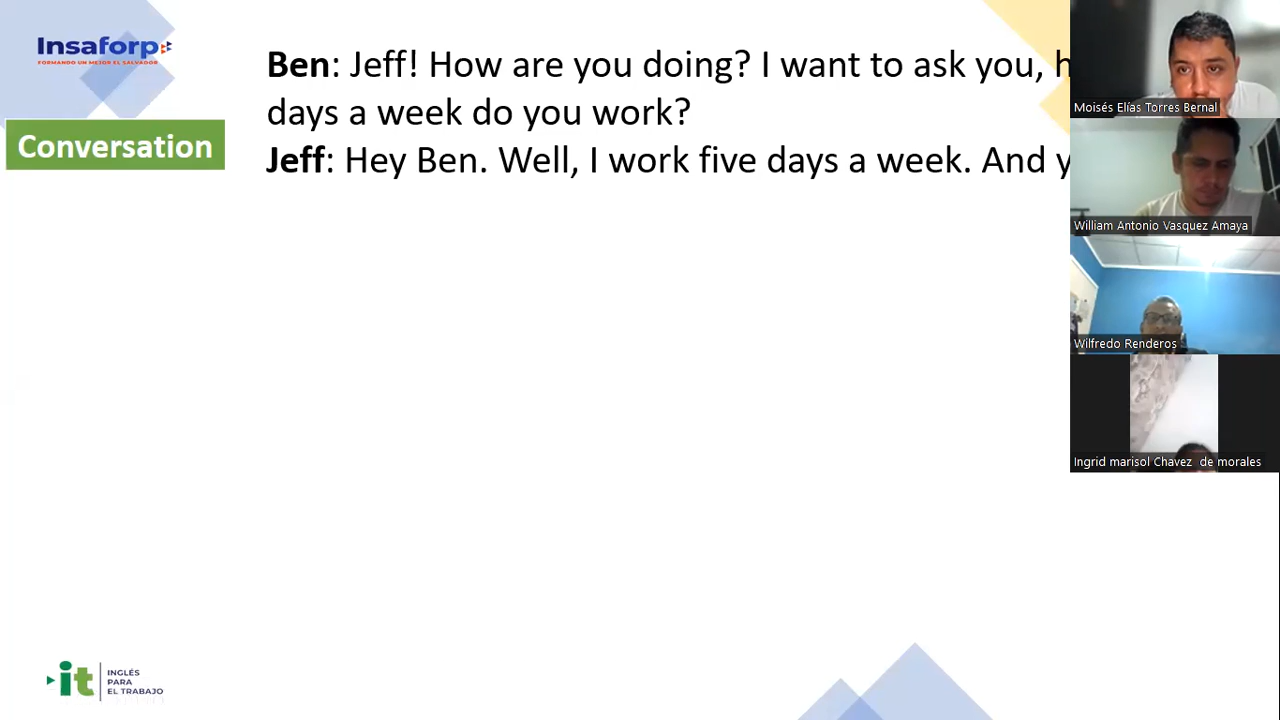 Insaforp
FORMANDO UN MEJOR EL SALVADOR
Conversation
Ben: Jeff! How are you doing? I want to ask you,
days a week do you work?
Jeff: Hey Ben. Well, I work five days a week. And
Moisés Elías Torres Bernal
William Antonio Vasquez Amaya
Wilfredo Renderos
Ingrid marisol Chavez de morales
it
INGLÉS
PARA
EL TRABAJO